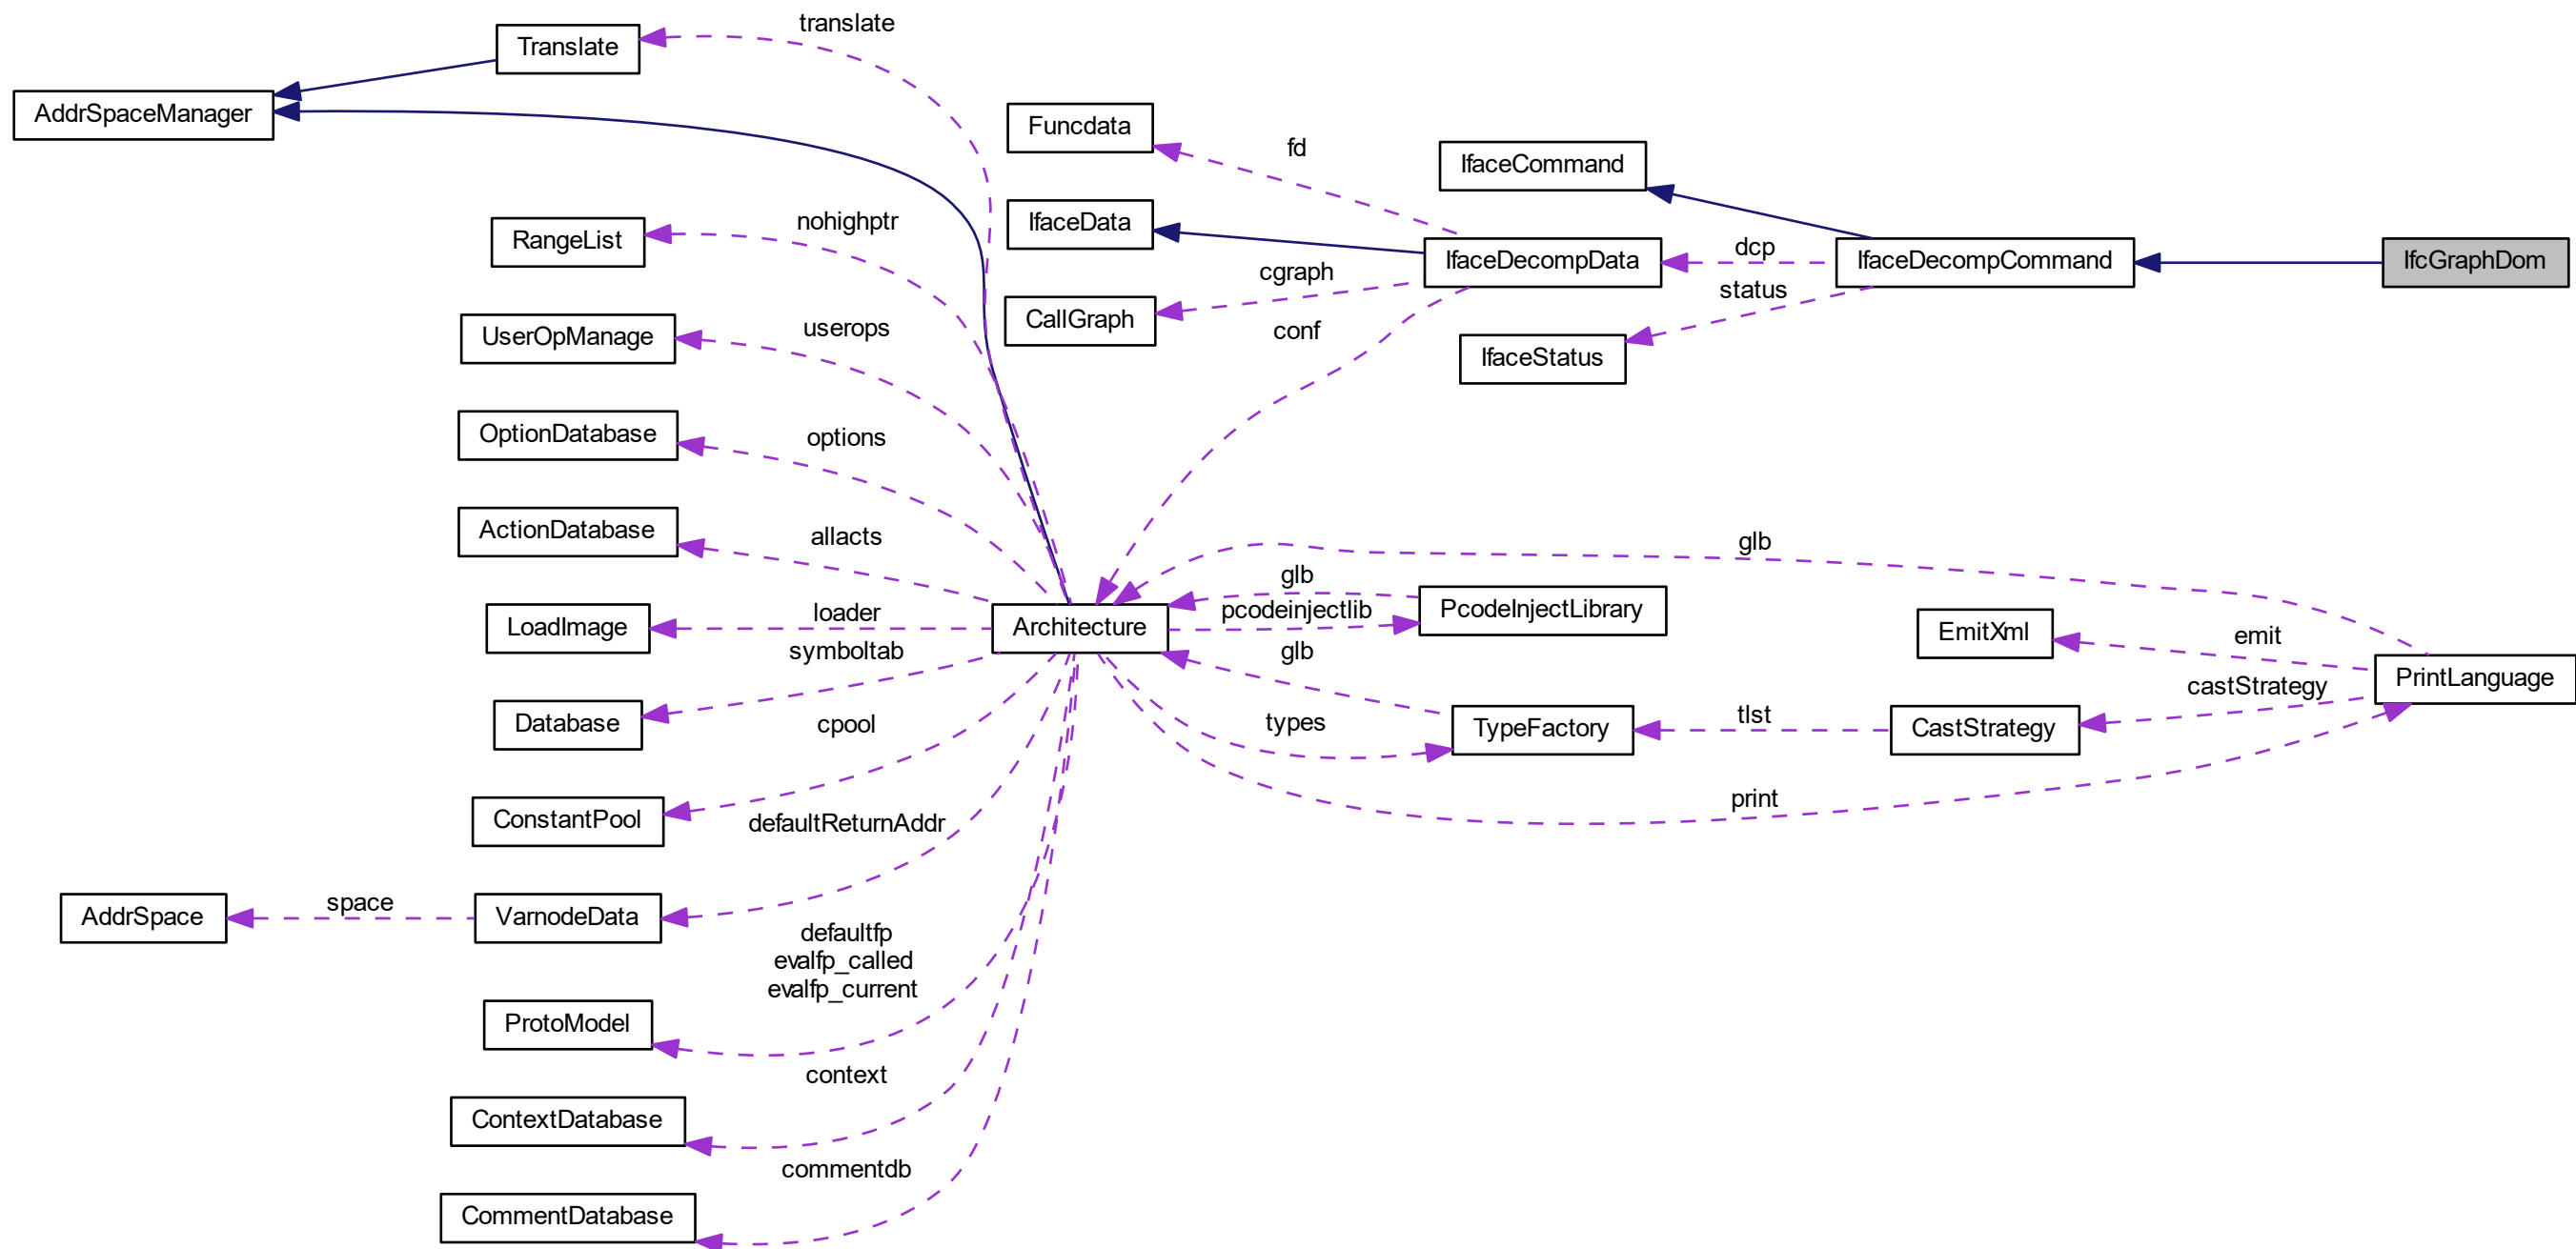 translate
Translate
AddrSpaceManager
Funcdata
fd
IfaceCommand
nohighptr
RangeList
IfaceData
IfaceDecompData
dcp
IfaceDecompCommand
IfcGraphDom
cgraph
status
CallGraph
conf
userops
UserOpManage
IfaceStatus
options
OptionDatabase
ActionDatabase
allacts
glb
glb
loader
LoadImage
Architecture
pcodeinjectlib
PcodeInjectLibrary
EmitXml
emit
symboltab
glb
PrintLanguage
castStrategy
Database
cpool
types
TypeFactory
tlst
CastStrategy
print
ConstantPool
defaultReturnAddr
AddrSpace
space
VarnodeData
defaultfp
evalfp_called
evalfp_current
ProtoModel
context
ContextDatabase
commentdb
CommentDatabase